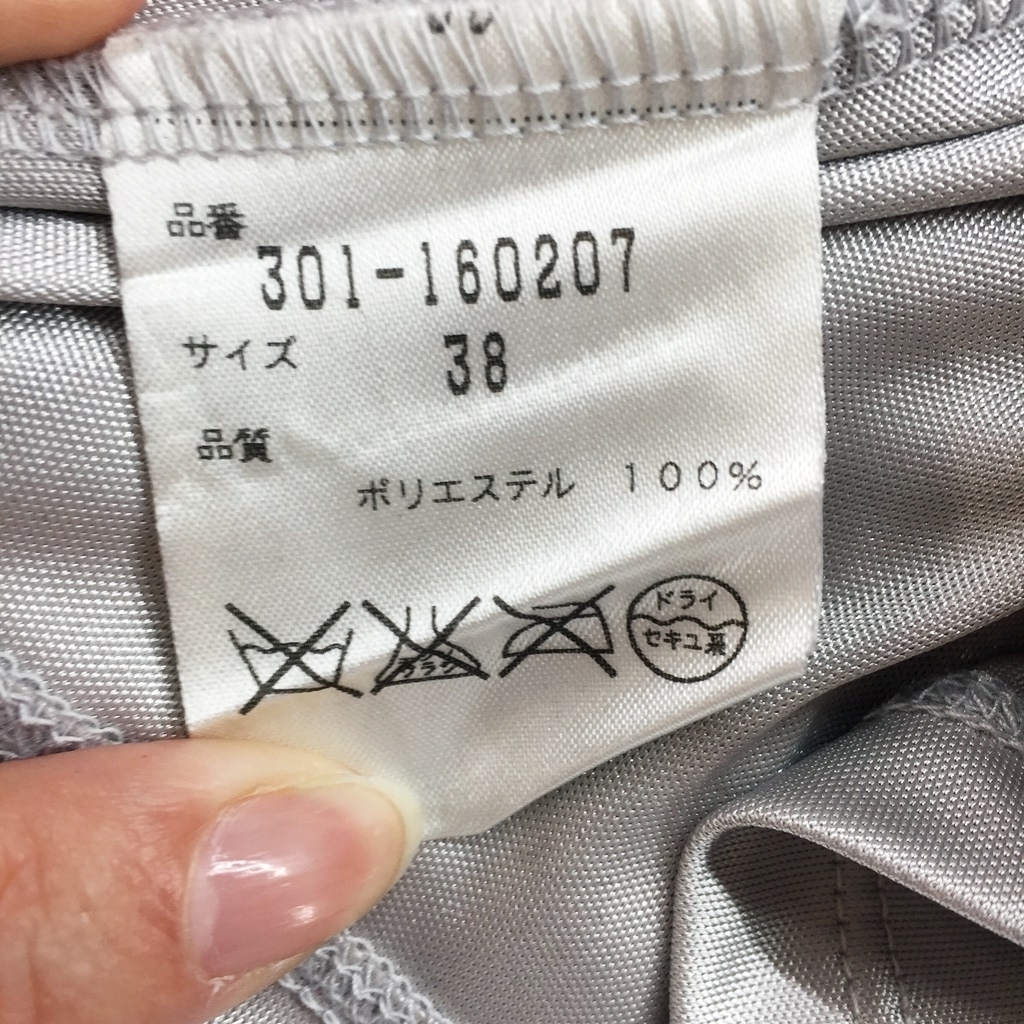 品番
301-160207
サイズ 38
品質
ポリエステル 100%
ドライ
セキユ系